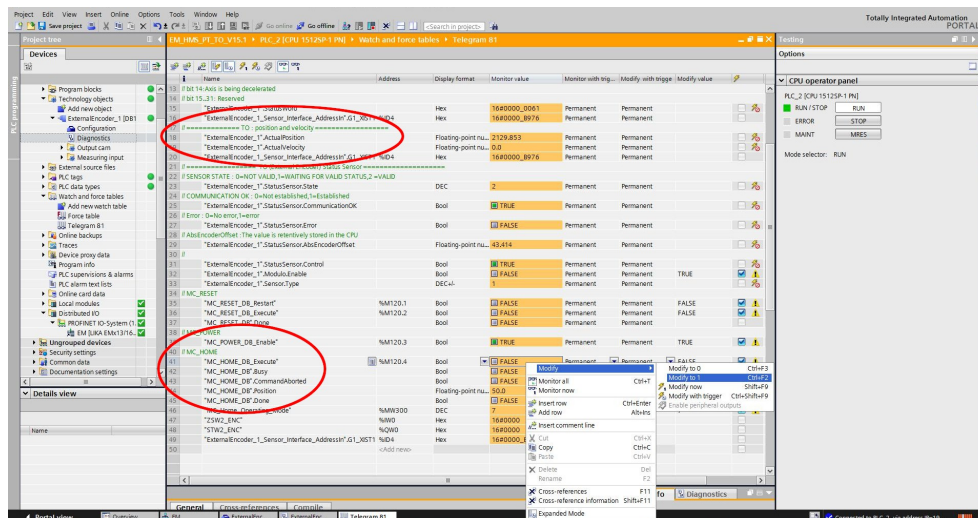 Project Edit View Insert Online Options Tools Window Help
Totally Integrated Automation
PORTAL
Save project Go online Go offline <Search in project>
Project tree
EM_HMS_PT_TO_V15.1 ▸ PLC_2 [CPU 1512SP-1 PN] ▸ Watch and force tables ▸ Telegram 81
Testing
Devices
Options
PLC programming
Program blocks
Technology objects
Add new object
ExternalEncoder_1 [DB1
Configuration
Diagnostics
Output cam
Measuring input
External source files
PLC tags
PLC data types
Watch and force tables
Add new watch table
Force table
Telegram 81
Online backups
Traces
Device proxy data
Program info
PLC supervisions & alarms
PLC alarm text lists
Online card data
Local modules
Distributed I/O
PROFINET IO-System (1.
EM [LIKA EMx13/16..
Ungrouped devices
Security settings
Common data
Documentation settings
Details view
Name
i Name Address Display format Monitor value Monitor with trig... Modify with trigge Modify value
13 // bit 14:Axis is being decelerated
14 // bit 15..31: Reserved
15 "ExternalEncoder_1".StatusWord Hex 16#0000_0061 Permanent Permanent
16 "ExternalEncoder_1_Sensor_Interface_AddressIn".G1_XIST1 %ID4 Hex 16#0000_8976 Permanent Permanent
17 // ============== TO : position and velocity ===================
18 "ExternalEncoder_1".ActualPosition Floating-point nu... 2129.853 Permanent Permanent
19 "ExternalEncoder_1".ActualVelocity Floating-point nu... 0.0 Permanent Permanent
20 "ExternalEncoder_1_Sensor_Interface_AddressIn".G1_XIST1 %ID4 Hex 16#0000_8976 Permanent Permanent
22 // SENSOR STATE : 0=NOT VALID,1=WAITING FOR VALID STATUS,2 =VALID
23 "ExternalEncoder_1".StatusSensor.State DEC 2 Permanent Permanent
24 // COMMUNICATION OK : 0=Not established,1=Established
25 "ExternalEncoder_1".StatusSensor.CommunicationOK Bool TRUE Permanent Permanent
26 // Error : 0=No error,1=error
27 "ExternalEncoder_1".StatusSensor.Error Bool FALSE Permanent Permanent
28 // AbsEncoderOffset :The value is retentively stored in the CPU
29 "ExternalEncoder_1".StatusSensor.AbsEncoderOffset Floating-point nu... 43.414 Permanent Permanent
30 //
31 "ExternalEncoder_1".StatusSensor.Control Bool TRUE Permanent Permanent
32 "ExternalEncoder_1".Modulo.Enable Bool FALSE Permanent Permanent TRUE
33 "ExternalEncoder_1".Sensor.Type DEC+/- 1 Permanent Permanent
34 // MC_RESET
35 "MC_RESET_DB_Restart" %M120.1 Bool FALSE Permanent Permanent FALSE
36 "MC_RESET_DB_Execute" %M120.2 Bool FALSE Permanent Permanent FALSE
37 "MC_RESET_DB".Done Bool FALSE Permanent Permanent
38 // MC_POWER
39 "MC_POWER_DB_Enable" %M120.3 Bool TRUE Permanent Permanent TRUE
40 // MC_HOME
41 "MC_HOME_DB_Execute" %M120.4 Bool FALSE Permanent Permanent FALSE
42 "MC_HOME_DB".Busy Bool FALSE
43 "MC_HOME_DB".CommandAborted Bool FALSE
"MC_HOME_DB".Position Floating-point nu... 50.0
"MC_HOME_DB".Done Bool FALSE
46 "MC_Home_Operating_Mode" %MW300 DEC 7
47 "ZSW2_ENC" %IW0 Hex 16#0000
48 "STW2_ENC" %QW0 Hex 16#0000
49 "ExternalEncoder_1_Sensor_Interface_AddressIn".G1_XIST1 %ID4 Hex
50 <Add new>
Modify
Monitor all Ctrl+T
Monitor now
Insert row Ctrl+Enter
Add row Alt+Ins
Insert comment line
Cut Ctrl+X
Copy Ctrl+C
Paste Ctrl+V
Delete Del
Rename F2
Cross-references F11
Cross-reference information Shift+F11
Expanded Mode
Modify to 0 Ctrl+F3
Modify to 1 Ctrl+F2
Modify now Shift+F9
Modify with trigger Ctrl+Shift+F9
Enable peripheral outputs
CPU operator panel
PLC_2 [CPU 1512SP-1 PN]
RUN / STOP RUN
ERROR STOP
MAINT MRES
Mode selector: RUN
fo Diagnostics
General Cross-references Compile
Portal view Overview EM ExternalEnc... ExternalEnc... Telegram 81